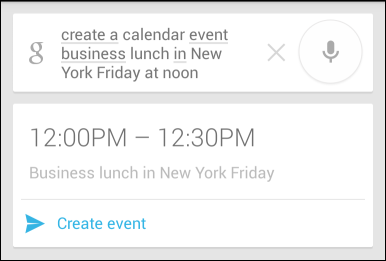 g
create a calendar event
business lunch in New
York Friday at noon
12:00PM – 12:30PM
Business lunch in New York Friday
Create event